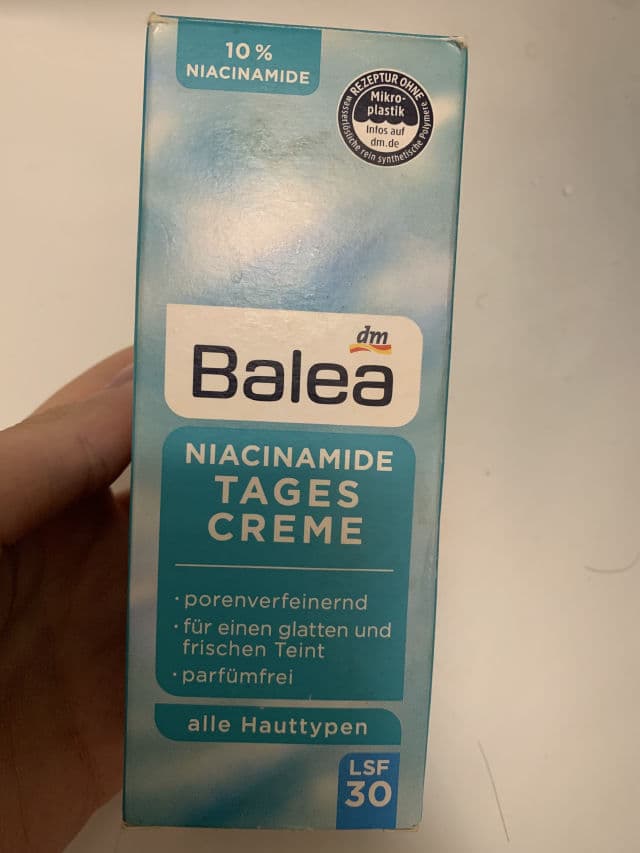 10 %
NIACINAMIDE
REZEPTUR OHNE
Mikro-
plastik
Infos auf
dm.de
wasserlösliche rein synthetische Polymere
dm
Balea
NIACINAMIDE
TAGES
CREME
· porenverfeinernd
· für einen glatten und
frischen Teint
· parfümfrei
alle Hauttypen
LSF
30